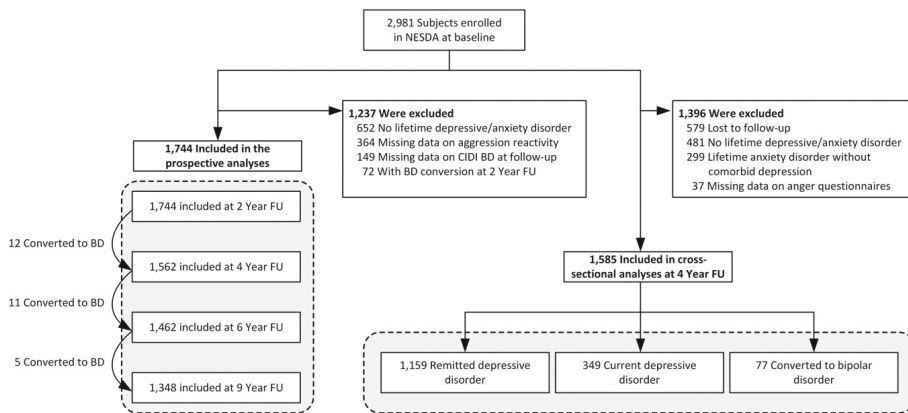 2,981 Subjects enrolled
in NESDA at baseline
1,237 Were excluded
652 No lifetime depressive/anxiety disorder
364 Missing data on aggression reactivity
149 Missing data on CIDI BD at follow-up
72 With BD conversion at 2 Year FU
1,396 Were excluded
579 Lost to follow-up
481 No lifetime depressive/anxiety disorder
299 Lifetime anxiety disorder without
comorbid depression
37 Missing data on anger questionnaires
1,744 Included in the
prospective analyses
1,744 included at 2 Year FU
12 Converted to BD
1,562 included at 4 Year FU
11 Converted to BD
1,462 included at 6 Year FU
5 Converted to BD
1,348 included at 9 Year FU
1,585 Included in cross-
sectional analyses at 4 Year FU
1,159 Remitted depressive
disorder
349 Current depressive
disorder
77 Converted to bipolar
disorder